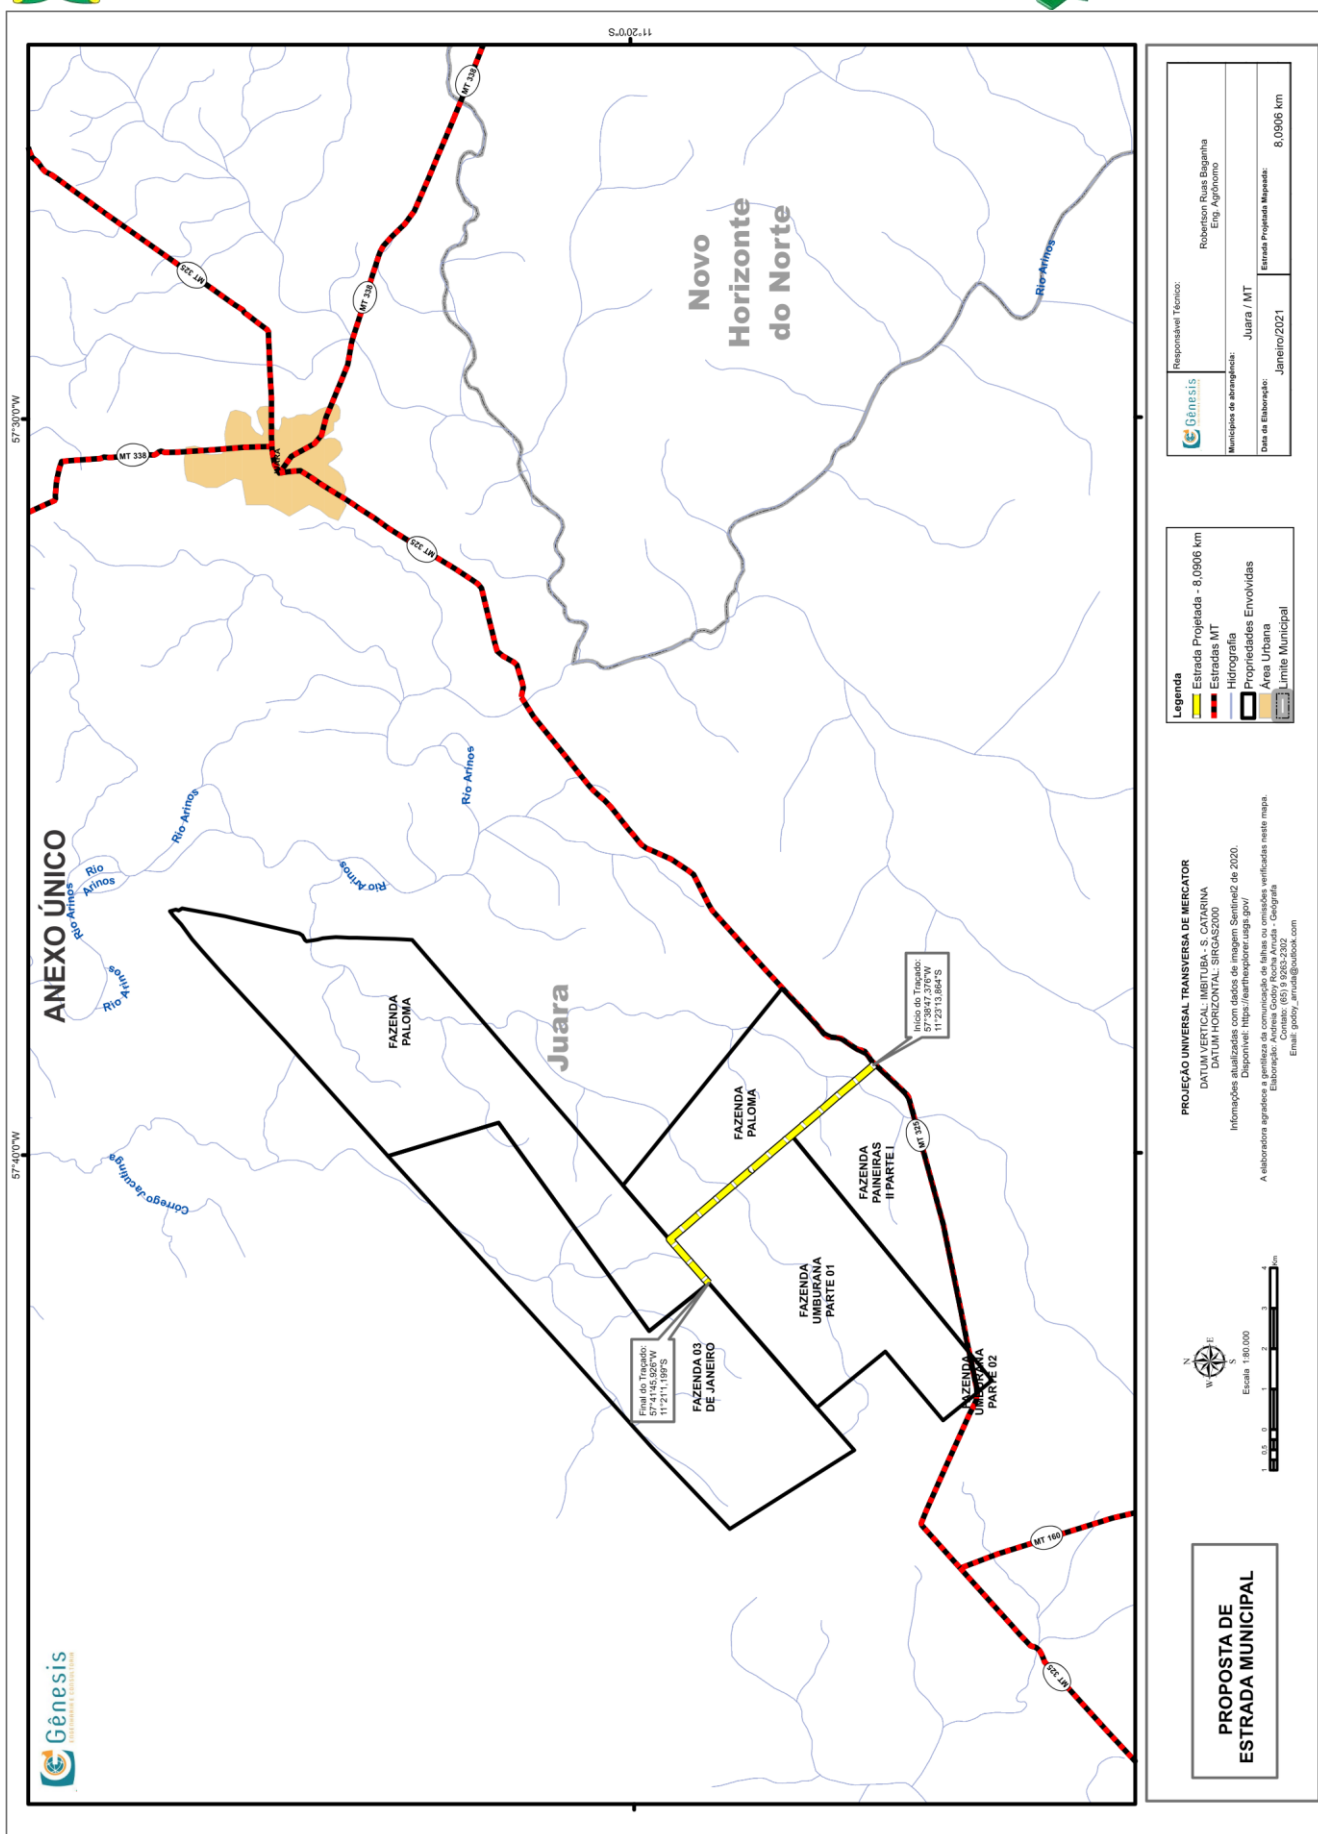 ANEXO ÚNICO
Gênesis
57°40'0"W
57°30'0"W
11°20'0"S
Rio Arinos
Rio Arinos
Rio
Arinos
Rio Arinos
Rio Arinos
Rio Arinos
Córrego Jacutinga
MT 338
MT 325
MT 338
MT 338
MT 325
JUARA
Juara
Novo
Horizonte
do Norte
Rio Arinos
FAZENDA
PALOMA
FAZENDA
PALOMA
FAZENDA
PAINEIRAS
II PARTE I
FAZENDA
UMBURANA
PARTE 01
FAZENDA 03
DE JANEIRO
FAZENDA
UMBURANA
PARTE 02
Final do Traçado:
57°41'45,926"W
11°21'1,199"S
Início do Traçado:
57°38'47,376"W
11°23'13,864"S
MT 325
MT 160
MT 325
PROPOSTA DE
ESTRADA MUNICIPAL
N
W
E
S
Escala 1:80.000
1 0,5 0 1 2 3 4
Km
PROJEÇÃO UNIVERSAL TRANSVERSA DE MERCATOR
DATUM VERTICAL: IMBITUBA - S. CATARINA
DATUM HORIZONTAL: SIRGAS2000
Informações atualizadas com dados de imagem Sentinel2 de 2020.
Disponível: https://earthexplorer.usgs.gov/
A elaboradora agradece a gentileza da comunicação de falhas ou omissões verificadas neste mapa.
Elaboração: Andreia Godoy Rocha Arruda - Geógrafa
Contato: (65) 9 9263-2302
Email: godoy_arruda@outlook.com
Legenda
Estrada Projetada - 8,0906 km
Estradas MT
Hidrografia
Propriedades Envolvidas
Área Urbana
Limite Municipal
Gênesis
Responsável Técnico:
Robertson Ruas Baganha
Eng. Agrônomo
Municípios de abrangência:
Juara / MT
Data da Elaboração:
Janeiro/2021
Estrada Projetada Mapeada:
8,0906 km